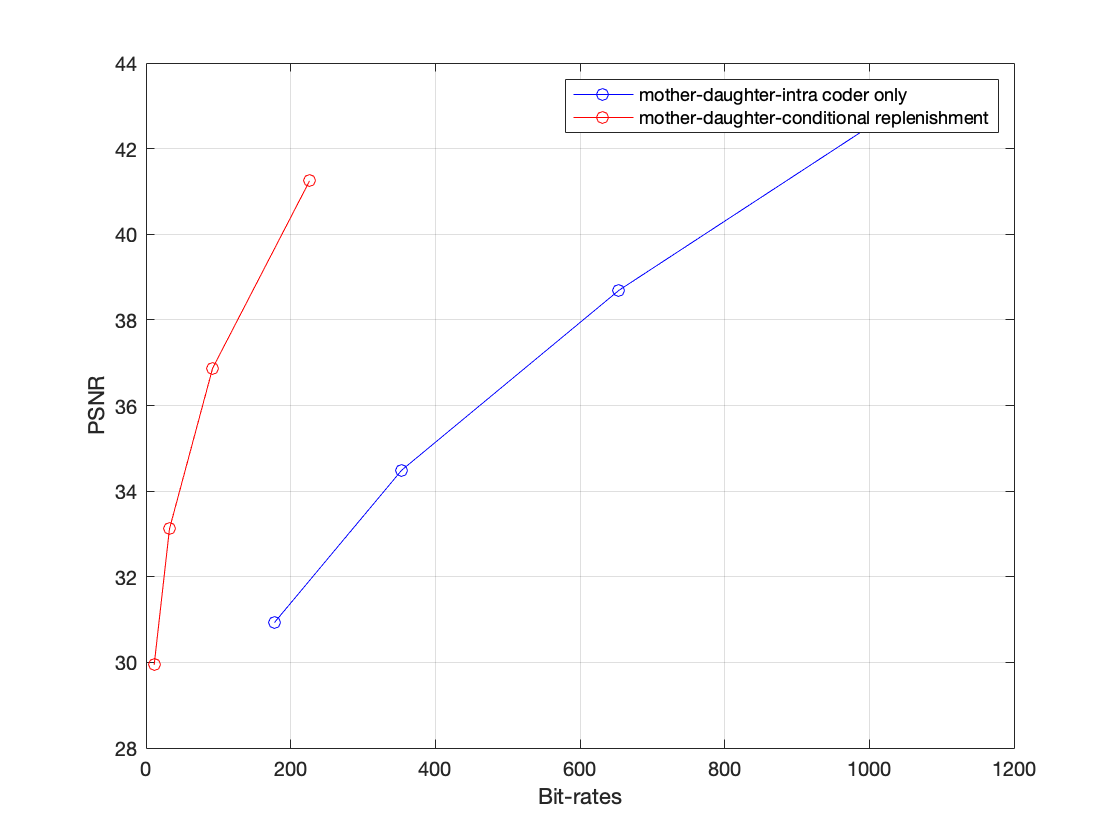 44
42
40
38
36
34
32
30
28
PSNR
mother-daughter-intra coder only
mother-daughter-conditional replenishment
0 200 400 600 800 1000 1200
Bit-rates